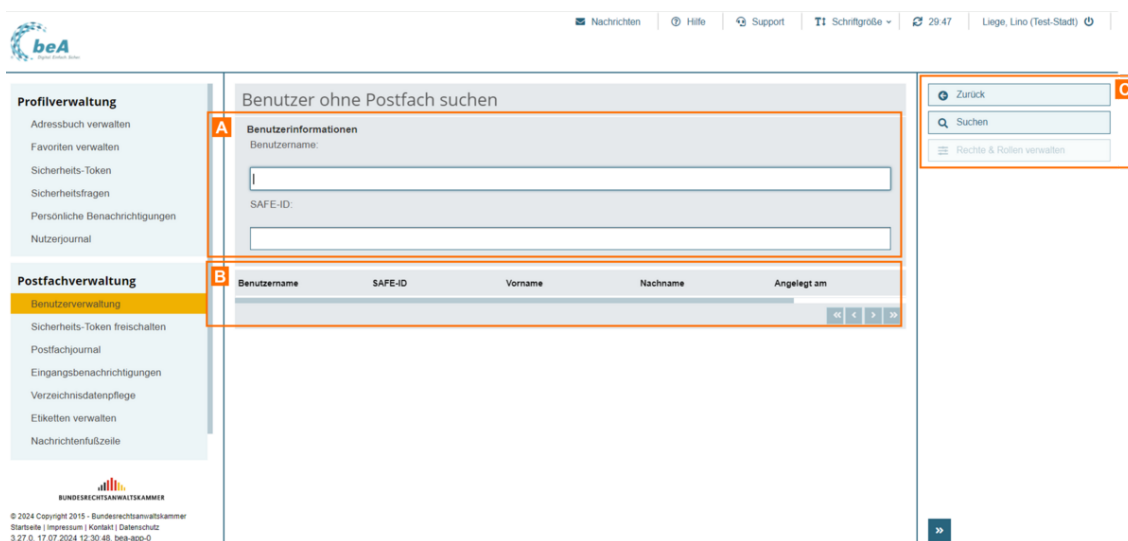 Nachrichten
Hilfe
Support
Schriftgröße
29:47
Liege, Lino (Test-Stadt)
beA
Digital. Einfach. Sicher.
Profilverwaltung
Adressbuch verwalten
Favoriten verwalten
Sicherheits-Token
Sicherheitsfragen
Persönliche Benachrichtigungen
Nutzerjournal
Postfachverwaltung
Benutzerverwaltung
Sicherheits-Token freischalten
Postfachjournal
Eingangsbenachrichtigungen
Verzeichnisdatenpflege
Etiketten verwalten
Nachrichtenfußzeile
BUNDESRECHTSANWALTSKAMMER
© 2024 Copyright 2015 - Bundesrechtsanwaltskammer
Startseite | Impressum | Kontakt | Datenschutz
3.27.0, 17.07.2024 12:30:48, bea-app-0
Benutzer ohne Postfach suchen
A
Benutzerinformationen
Benutzername:
SAFE-ID:
B
Benutzername SAFE-ID Vorname Nachname Angelegt am
« < > »
C
Zurück
Suchen
Rechte & Rollen verwalten
»